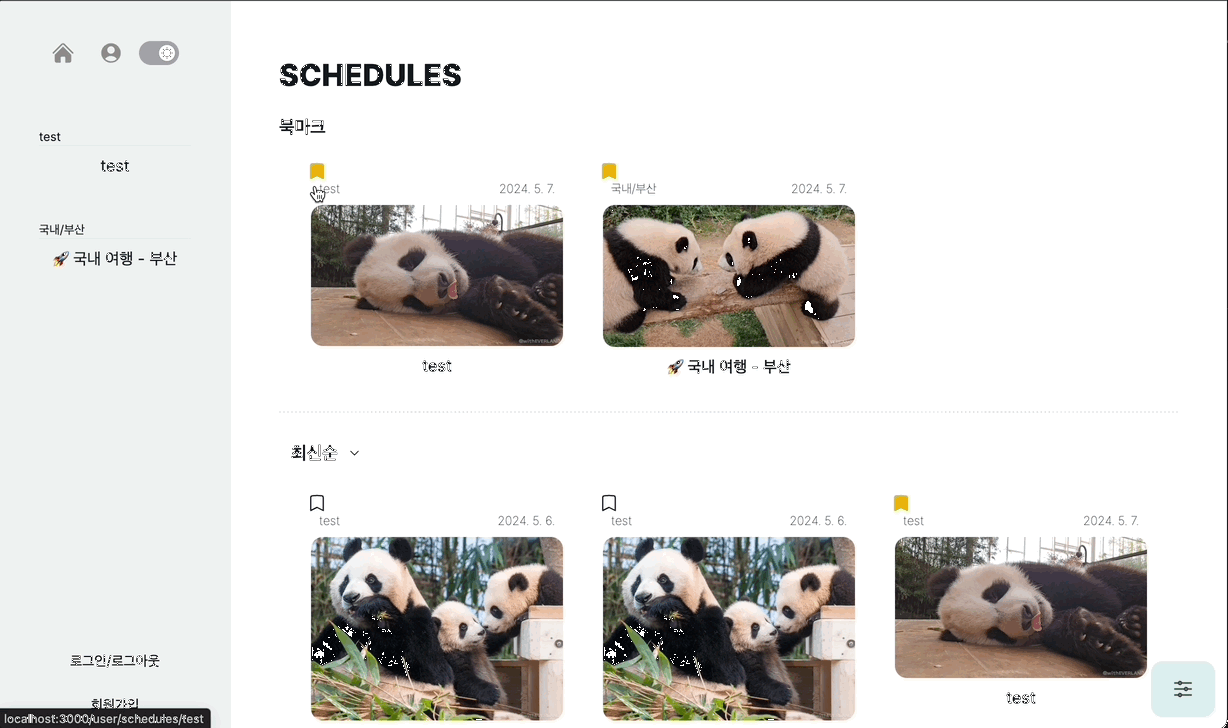 test
test
국내/부산
🚀 국내 여행 - 부산
로그인/로그아웃
회원가입
localhost:3000/user/schedules/test
SCHEDULES
북마크
test 2024. 5. 7.
국내/부산 2024. 5. 7.
test
🚀 국내 여행 - 부산
최신순
test 2024. 5. 6.
test 2024. 5. 6.
test 2024. 5. 7.
test